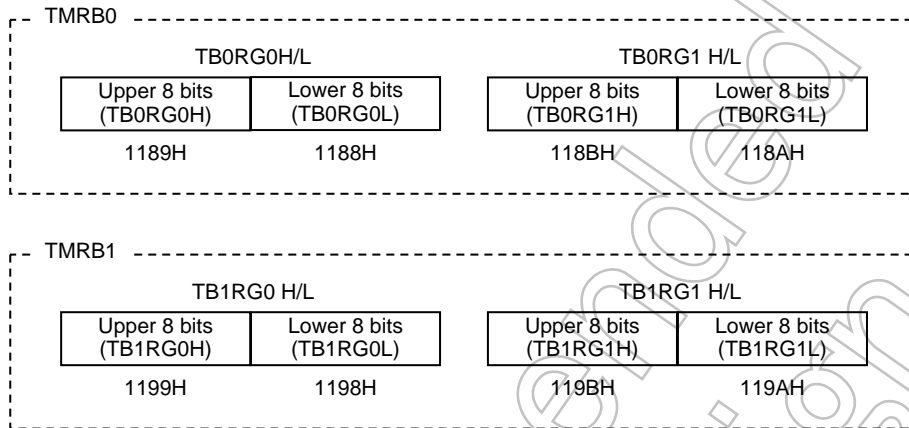 TMRB0
TB0RG0H/L TB0RG1 H/L
Upper 8 bits Lower 8 bits Upper 8 bits Lower 8 bits
(TB0RG0H) (TB0RG0L) (TB0RG1H) (TB0RG1L)
1189H 1188H 118BH 118AH
TMRB1
TB1RG0 H/L TB1RG1 H/L
Upper 8 bits Lower 8 bits Upper 8 bits Lower 8 bits
(TB1RG0H) (TB1RG0L) (TB1RG1H) (TB1RG1L)
1199H 1198H 119BH 119AH